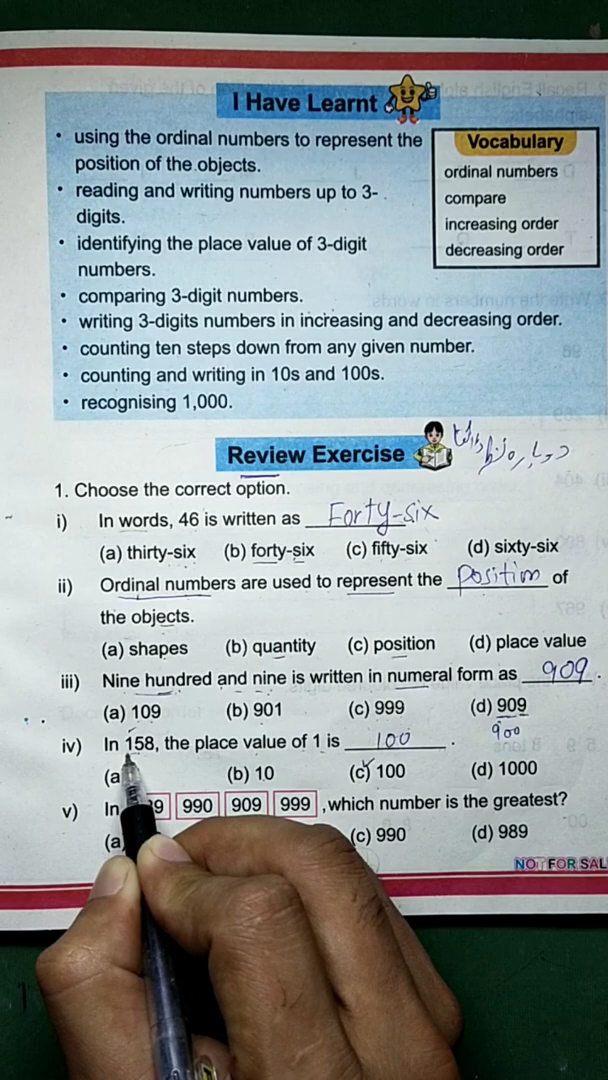 I Have Learnt
• using the ordinal numbers to represent the position of the objects.
• reading and writing numbers up to 3-digits.
• identifying the place value of 3-digit numbers.
• comparing 3-digit numbers.
• writing 3-digits numbers in increasing and decreasing order.
• counting ten steps down from any given number.
• counting and writing in 10s and 100s.
• recognising 1,000.
Vocabulary
ordinal numbers
compare
increasing order
decreasing order
Review Exercise
1. Choose the correct option.
i) In words, 46 is written as Forty-six
(a) thirty-six (b) forty-six (c) fifty-six (d) sixty-six
ii) Ordinal numbers are used to represent the position of
the objects.
(a) shapes (b) quantity (c) position (d) place value
iii) Nine hundred and nine is written in numeral form as 909.
(a) 109 (b) 901 (c) 999 (d) 909
900
iv) In 158, the place value of 1 is 100.
(a (b) 10 (c) 100 (d) 1000
v) In 990 909 999, which number is the greatest?
(a) (c) 990 (d) 989
NOT FOR SAL